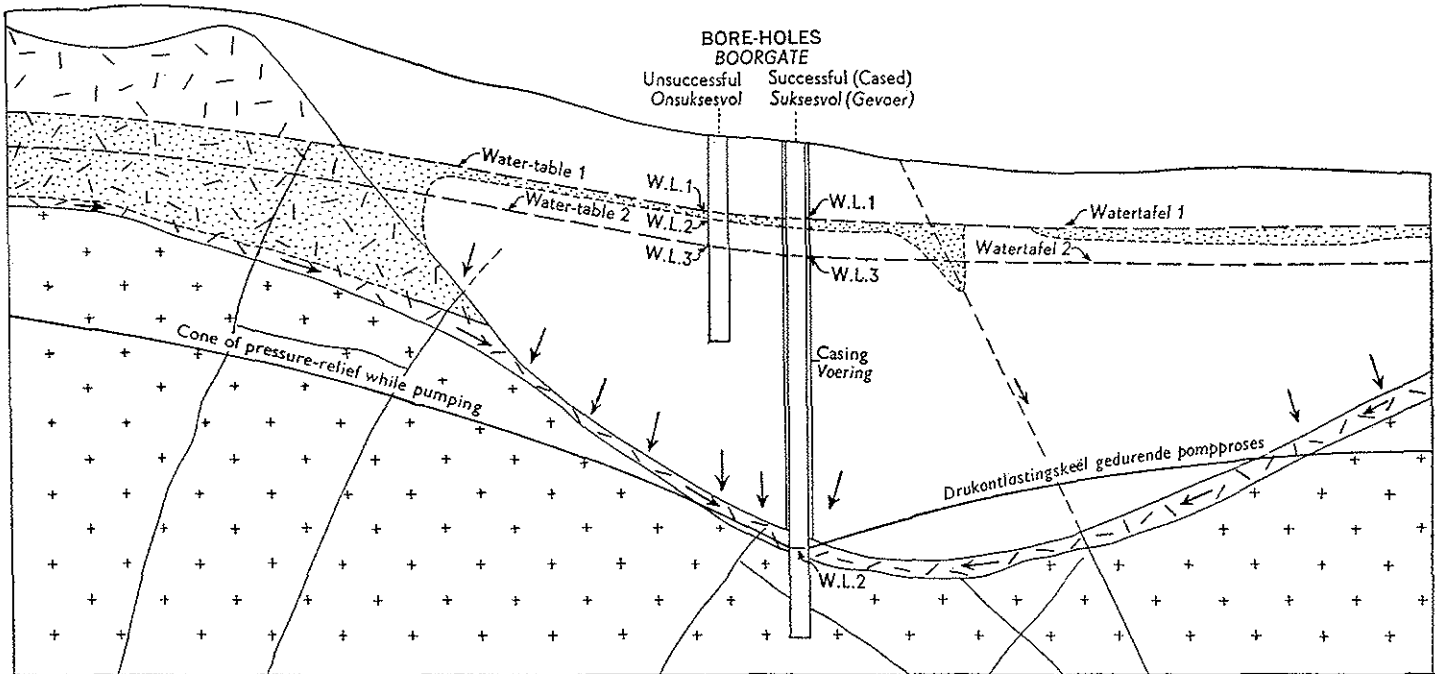 BORE-HOLES
BOORGATE
Unsuccessful Successful (Cased)
Onsuksesvol Suksesvol (Gevoer)
Water-table 1
Water-table 2
W.L.1
W.L.2
W.L.3
W.L.1
W.L.3
Watertafel 1
Watertafel 2
Casing
Voering
Cone of pressure-relief while pumping
Drukontlastingskeël gedurende pompproses
W.L.2